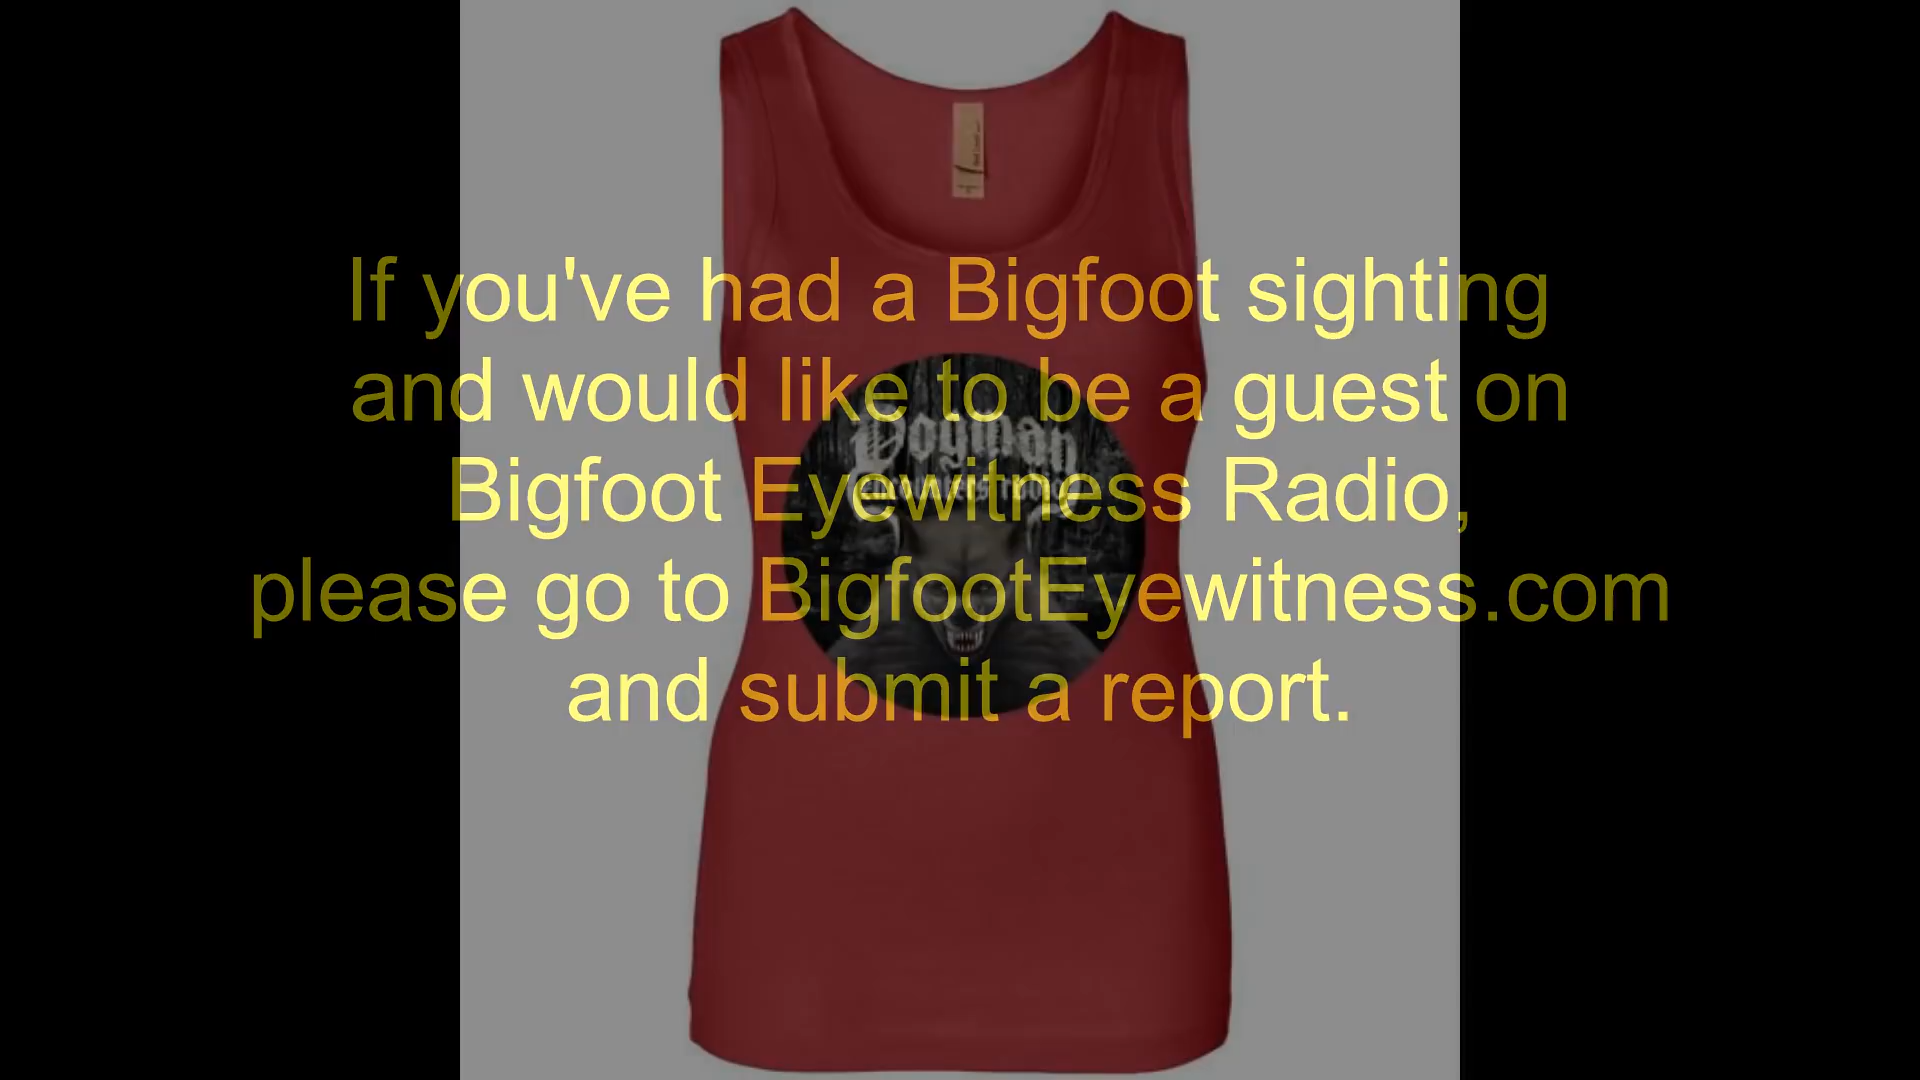 If you've had a Bigfoot sighting
and would like to be a guest on
Dogman
Bigfoot Eyewitness Radio,
please go to BigfootEyewitness.com
and submit a report.